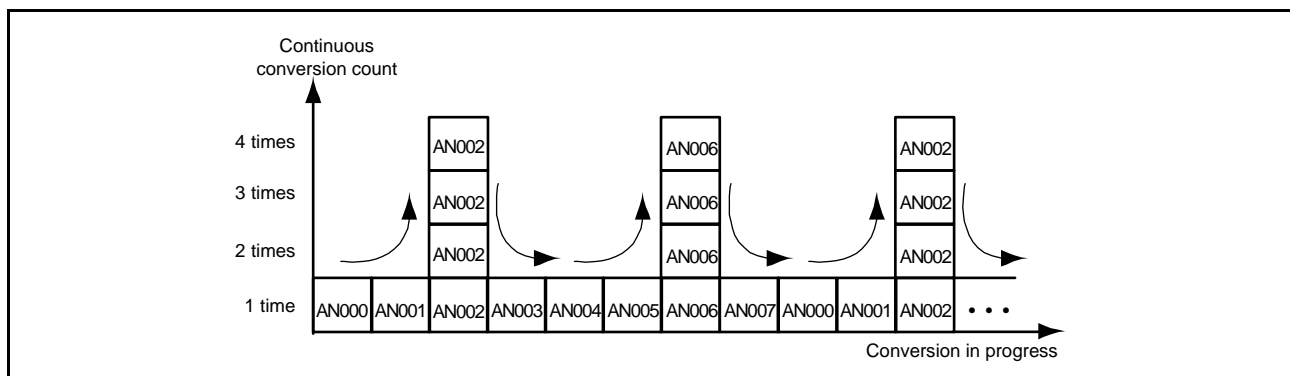 Continuous
conversion count
4 times AN002 AN006 AN002
3 times AN002 AN006 AN002
2 times AN002 AN006 AN002
1 time AN000 AN001 AN002 AN003 AN004 AN005 AN006 AN007 AN000 AN001 AN002 • • •
Conversion in progress